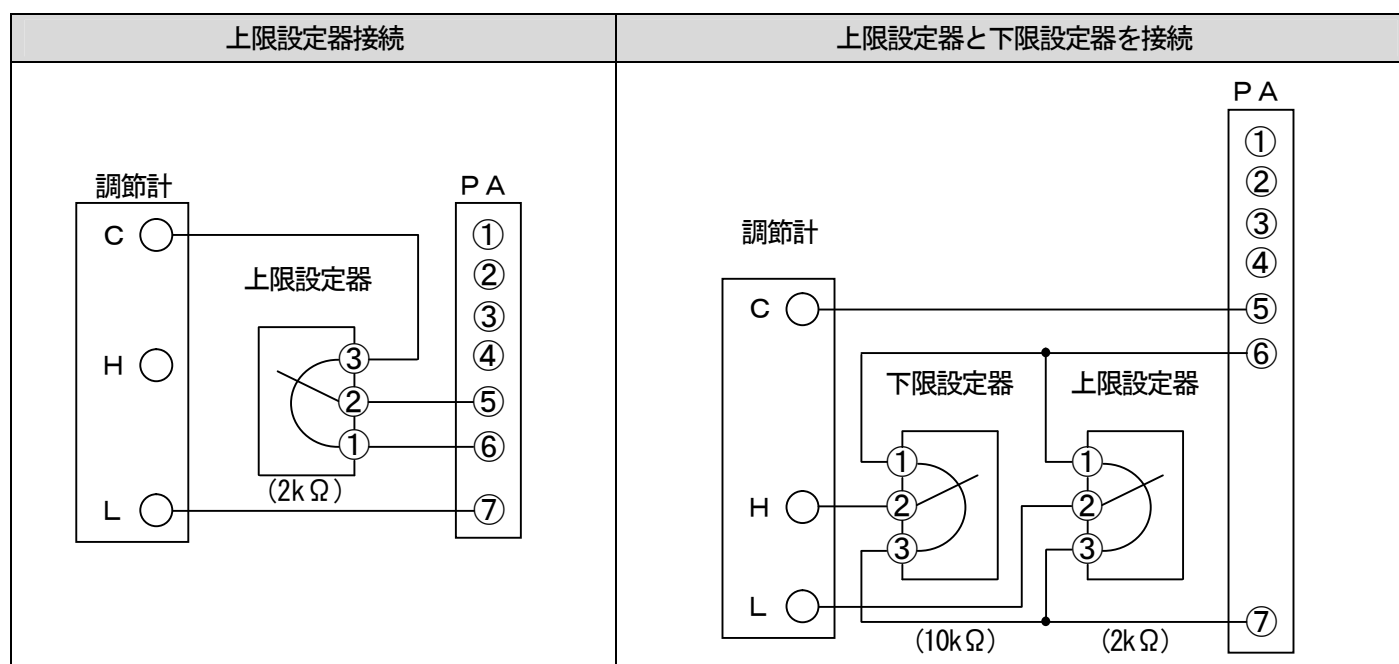 上限設定器接続
上限設定器と下限設定器を接続
調節計
PA
C
①
②
上限設定器
③
③
H
④
②
⑤
①
⑥
(2kΩ)
L
⑦
PA
①
②
③
調節計
④
C
⑤
⑥
下限設定器
上限設定器
①
①
H
②
②
③
③
L
⑦
(10kΩ)
(2kΩ)